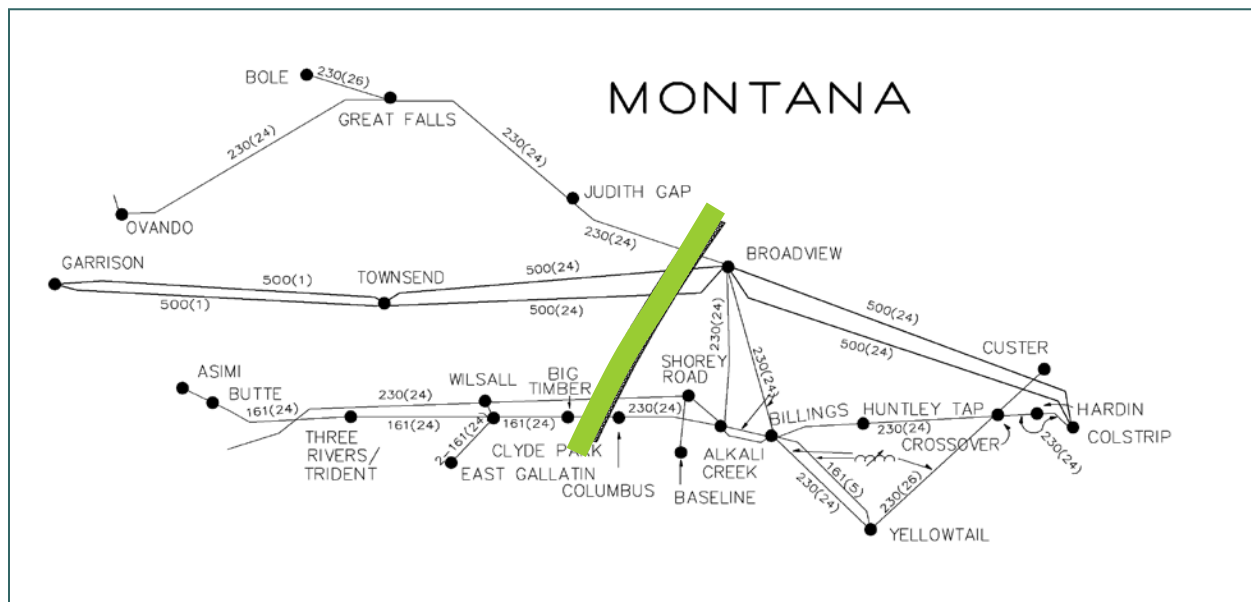 MONTANA
BOLE
230(26)
GREAT FALLS
230(24)
230(24)
JUDITH GAP
OVANDO
230(24)
BROADVIEW
GARRISON
TOWNSEND
500(24)
500(1)
500(1)
500(24)
500(24)
500(24)
230(24)
230(24)
CUSTER
SHOREY
ROAD
ASIMI
BUTTE
161(24)
230(24)
WILSALL
BIG
TIMBER
230(24)
BILLINGS
HUNTLEY TAP
230(24)
HARDIN
COLSTRIP
CROSSOVER
230(24)
THREE
RIVERS/
TRIDENT
161(24)
2-161(24)
161(24)
CLYDE PARK
EAST GALLATIN
COLUMBUS
BASELINE
ALKALI
CREEK
161(5)
230(24)
230(26)
YELLOWTAIL